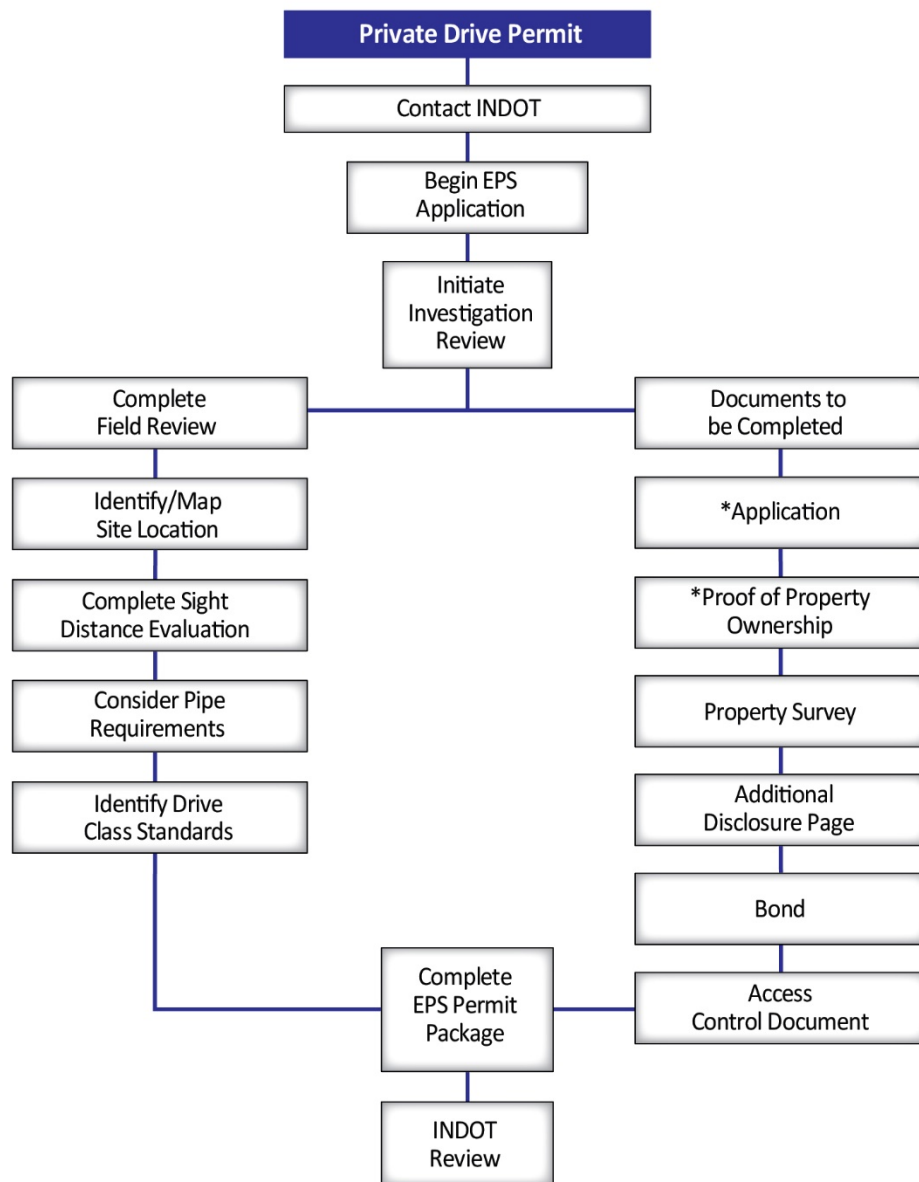 Private Drive Permit
Contact INDOT
Begin EPS
Application
Initiate
Investigation
Review
Complete
Field Review
Identify/Map
Site Location
Complete Sight
Distance Evaluation
Consider Pipe
Requirements
Identify Drive
Class Standards
Documents to
be Completed
*Application
*Proof of Property
Ownership
Property Survey
Additional
Disclosure Page
Bond
Access
Control Document
Complete
EPS Permit
Package
INDOT
Review